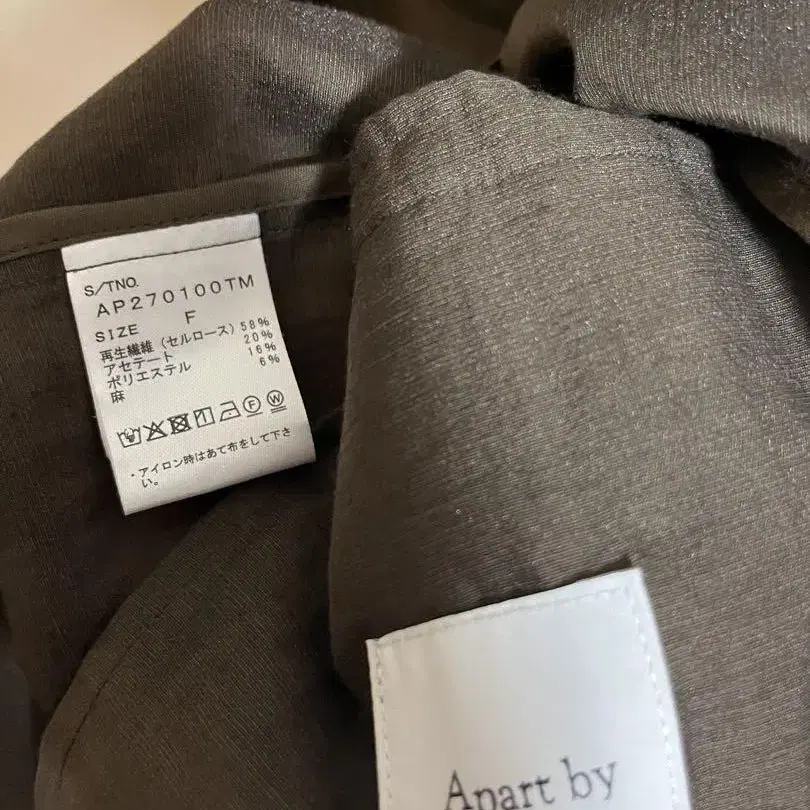 S/TNO.
AP270100TM
SIZE F
再生繊維（セルロース）58%
アセテート 20%
ポリエステル 16%
麻 6%
F W
・アイロン時はあて布をして下さ
い。
Apart by